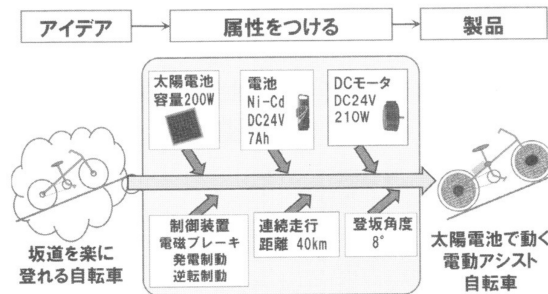 アイデア
属性をつける
製品
太陽電池
容量200W
電池
Ni-Cd
DC24V
7Ah
DCモータ
DC24V
210W
制御装置
電磁ブレーキ
発電制動
逆転制動
連続走行
距離 40km
登坂角度
8°
坂道を楽に
登れる自転車
太陽電池で動く
電動アシスト
自転車